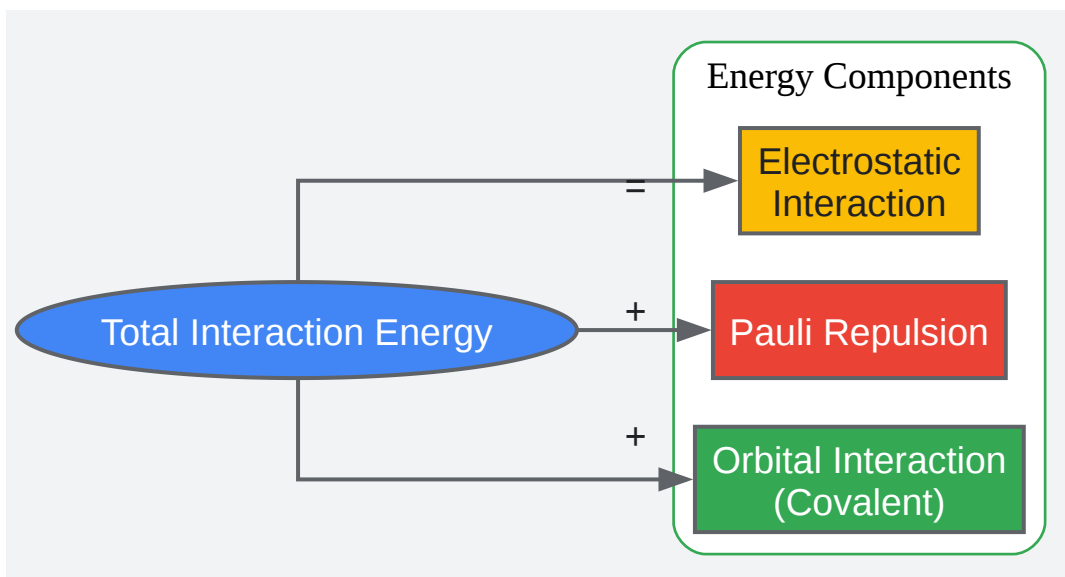 Energy Components
=
Electrostatic
Interaction
Total Interaction Energy
+
Pauli Repulsion
+
Orbital Interaction
(Covalent)